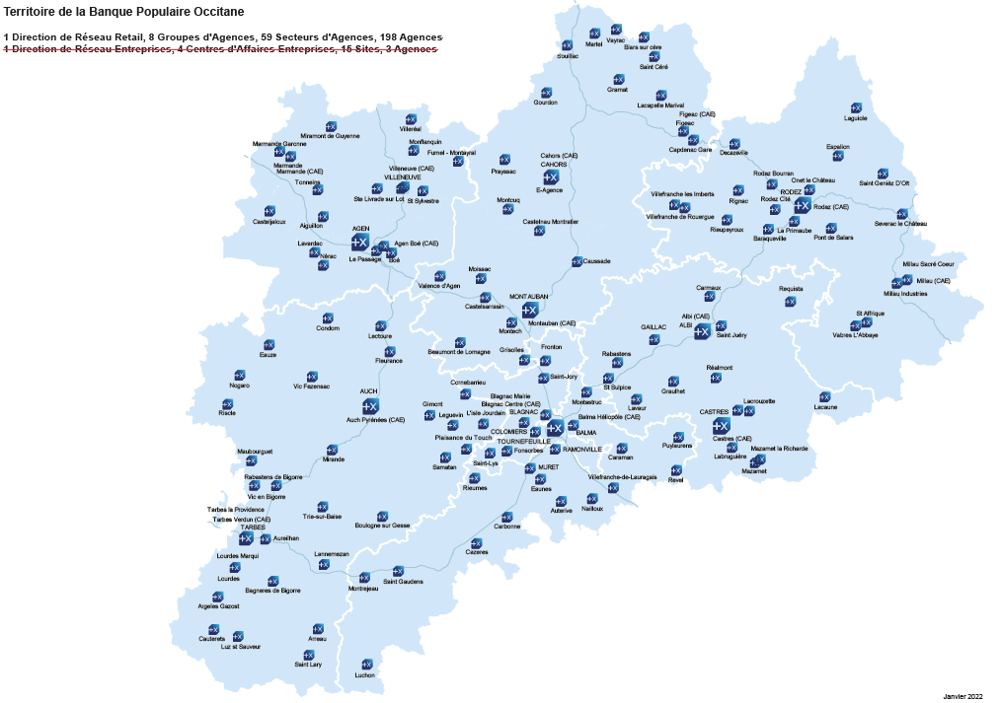 Territoire de la Banque Populaire Occitane
1 Direction de Réseau Retail, 8 Groupes d'Agences, 59 Secteurs d'Agences, 198 Agences
1 Direction de Réseau Entreprises, 4 Centres d'Affaires Entreprises, 15 Sites, 3 Agences
Souillac
Martel
Vayrac
Biars sur cère
Saint Céré
Gramat
Gourdon
Lacapelle Marival
Figeac (CAE)
Figeac
Capdenac Gare
Cahors (CAE)
CAHORS
E-Agence
Prayssac
Montcuq
Castelnau Montratier
Caussade
Miramont de Guyenne
Villeréal
Monflanquin
Fumel - Montayral
Marmande Garonne
Marmande
Marmande (CAE)
Tonneins
Villeneuve (CAE)
VILLENEUVE
Ste Livrade sur Lot
St Sylvestre
Casteljaloux
Aiguillon
AGEN
Agen Boé (CAE)
Le Passage
Boé
Lavardac
Nérac
Decazeville
Laguiole
Espalion
Saint Geniez D'Olt
Rodez Bourran
Onet le Château
RODEZ
Rodez Cité
Rodez (CAE)
Rignac
Villefranche les Imberts
Villefranche de Rouergue
Rieupeyroux
La Primaube
Baraqueville
Pont de Salars
Severac le Château
Millau Sacré Coeur
Millau (CAE)
Millau Industries
Requista
St Affrique
Vabres L'Abbaye
Valence d'Agen
Moissac
Castelsarrasin
MONTAUBAN
Montauban (CAE)
Montech
Beaumont de Lomagne
Grisolles
Fronton
Carmaux
Albi (CAE)
ALBI
Saint Juéry
GAILLAC
Rabastens
St Sulpice
Réalmont
Graulhet
Lavaur
Lacaune
Lacrouzette
CASTRES
Castres (CAE)
Labruguière
Mazamet la Richarde
Mazamet
Puylaurens
Revel
Condom
Lectoure
Fleurance
Eauze
Nogaro
Vic Fezensac
Riscle
AUCH
Auch Pyrénées (CAE)
Gimont
L'Isle Jourdain
Samatan
Mirande
Cornebarrieu
Saint-Jory
Montastruc
Blagnac Mairie
Blagnac Centre (CAE)
BLAGNAC
Leguevin
COLOMIERS
Balma Héliopôle (CAE)
BALMA
Plaisance du Touch
TOURNEFEUILLE
Saint-Lys
Fonsorbes
RAMONVILLE
Caraman
Rieumes
MURET
Eaunes
Villefranche-de-Lauragais
Auterive
Nailloux
Carbonne
Cazeres
Maubourguet
Rabastens de Bigorre
Vic en Bigorre
Trie-sur-Baise
Boulogne sur Gesse
Tarbes la Providence
Tarbes Verdun (CAE)
TARBES
Aureilhan
Lourdes Marqui
Lourdes
Lannemezan
Bagneres de Bigorre
Montrejeau
Saint Gaudens
Argeles Gazost
Cauterets
Luz st Sauveur
Arreau
Saint Lary
Luchon
Janvier 2022